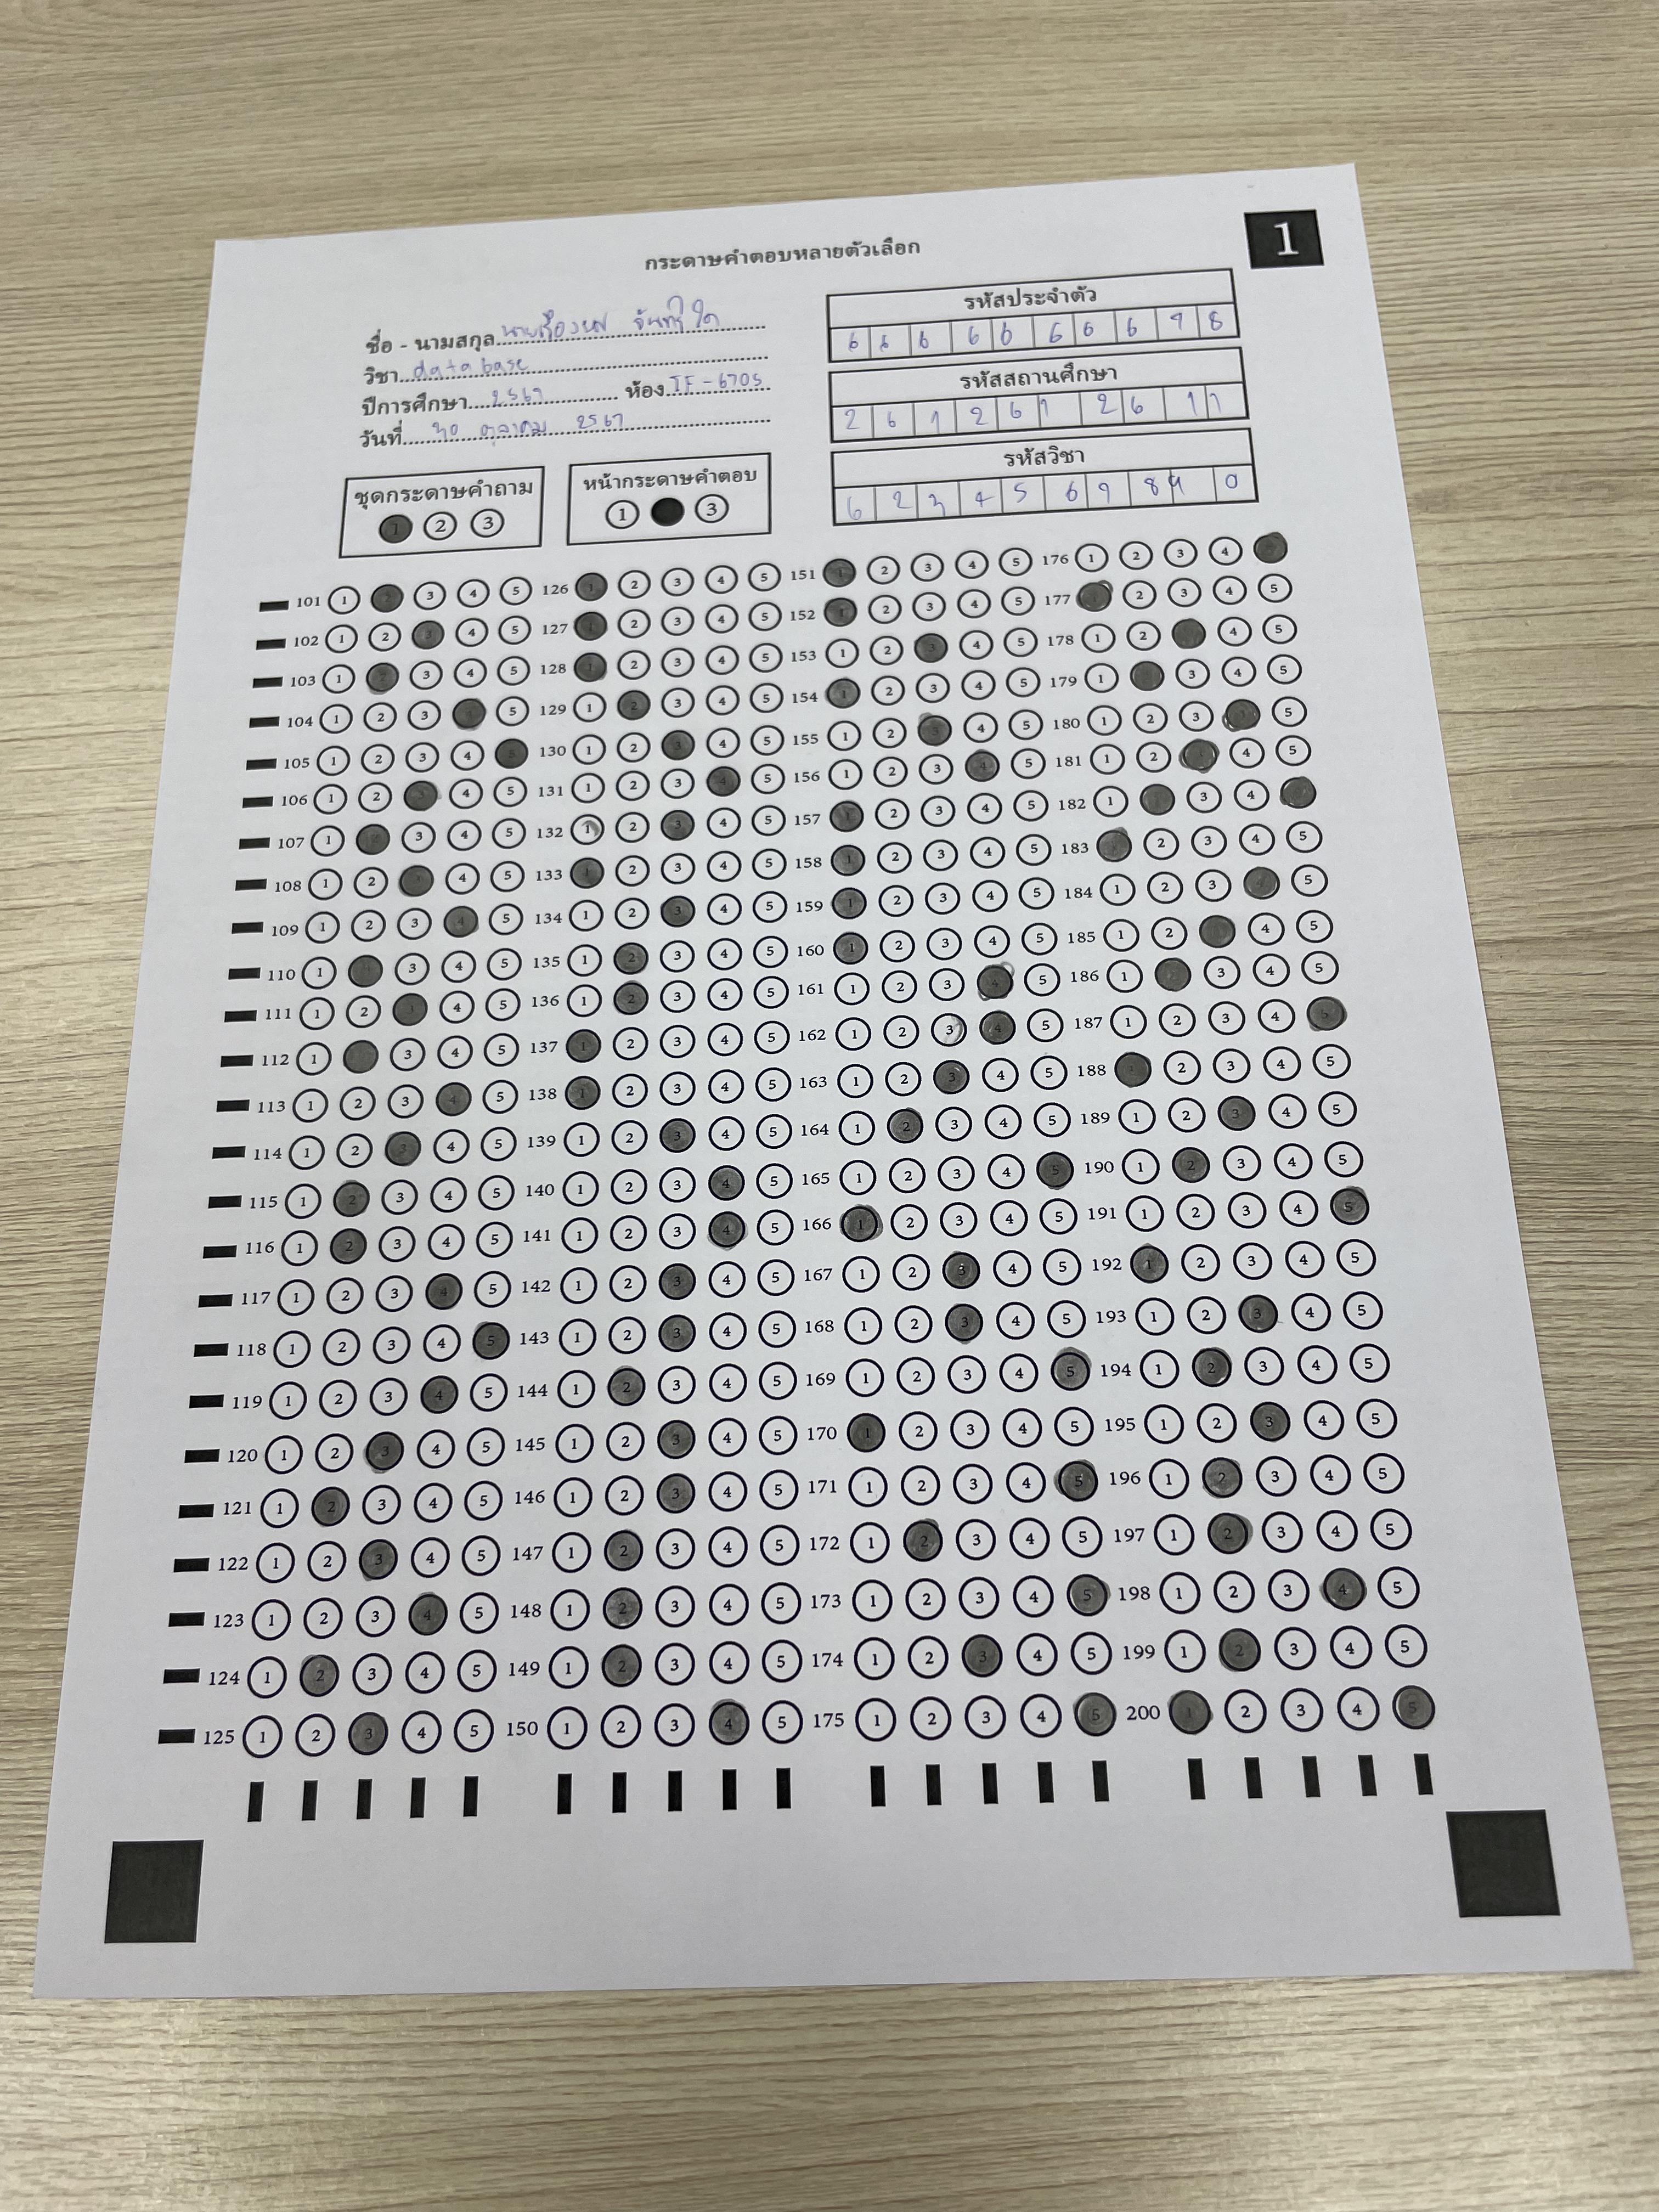 1
กระดาษคำตอบหลายตัวเลือก
ชื่อ - นามสกุล
วิชา database
ปีการศึกษา 2567 ห้อง IF-6705
วันที่ 30 ตุลาคม 2567
รหัสประจำตัว
6 6 6 6 6 6 6 6 9 8
รหัสสถานศึกษา
2 6 1 2 6 1 2 6 1 1
รหัสวิชา
6 2 3 4 5 6 9 8 9 0
ชุดกระดาษคำถาม
1 2 3
หน้ากระดาษคำตอบ
1 3
101 1 2 3 4 5 126 1 2 3 4 5 151 1 2 3 4 5 176 1 2 3 4
102 1 2 3 4 5 127 1 2 3 4 5 152 1 2 3 4 5 177 1 2 3 4 5
103 1 2 3 4 5 128 1 2 3 4 5 153 1 2 3 4 5 178 1 2 4 5
104 1 2 3 4 5 129 1 2 3 4 5 154 1 2 3 4 5 179 1 3 4 5
105 1 2 3 4 5 130 1 2 3 4 5 155 1 2 3 4 5 180 1 2 3 4 5
106 1 2 3 4 5 131 1 2 3 4 5 156 1 2 3 4 5 181 1 2 3 4 5
107 1 2 3 4 5 132 1 2 3 4 5 157 1 2 3 4 5 182 1 3 4
108 1 2 3 4 5 133 1 2 3 4 5 158 1 2 3 4 5 183 1 2 3 4 5
109 1 2 3 4 5 134 1 2 3 4 5 159 1 2 3 4 5 184 1 2 3 4 5
110 1 3 4 5 135 1 2 3 4 5 160 1 2 3 4 5 185 1 2 4 5
111 1 2 3 4 5 136 1 2 3 4 5 161 1 2 3 4 5 186 1 3 4 5
112 1 3 4 5 137 1 2 3 4 5 162 1 2 3 4 5 187 1 2 3 4 5
113 1 2 3 4 5 138 1 2 3 4 5 163 1 2 3 4 5 188 1 2 3 4 5
114 1 2 3 4 5 139 1 2 3 4 5 164 1 2 3 4 5 189 1 2 3 4 5
115 1 2 3 4 5 140 1 2 3 4 5 165 1 2 3 4 5 190 1 2 3 4 5
116 1 2 3 4 5 141 1 2 3 4 5 166 1 2 3 4 5 191 1 2 3 4 5
117 1 2 3 4 5 142 1 2 3 4 5 167 1 2 3 4 5 192 1 2 3 4 5
118 1 2 3 4 5 143 1 2 3 4 5 168 1 2 3 4 5 193 1 2 3 4 5
119 1 2 3 4 5 144 1 2 3 4 5 169 1 2 3 4 5 194 1 2 3 4 5
120 1 2 3 4 5 145 1 2 3 4 5 170 1 2 3 4 5 195 1 2 3 4 5
121 1 2 3 4 5 146 1 2 3 4 5 171 1 2 3 4 5 196 1 2 3 4 5
122 1 2 3 4 5 147 1 2 3 4 5 172 1 2 3 4 5 197 1 2 3 4 5
123 1 2 3 4 5 148 1 2 3 4 5 173 1 2 3 4 5 198 1 2 3 4 5
124 1 2 3 4 5 149 1 2 3 4 5 174 1 2 3 4 5 199 1 2 3 4 5
125 1 2 3 4 5 150 1 2 3 4 5 175 1 2 3 4 5 200 1 2 3 4 5